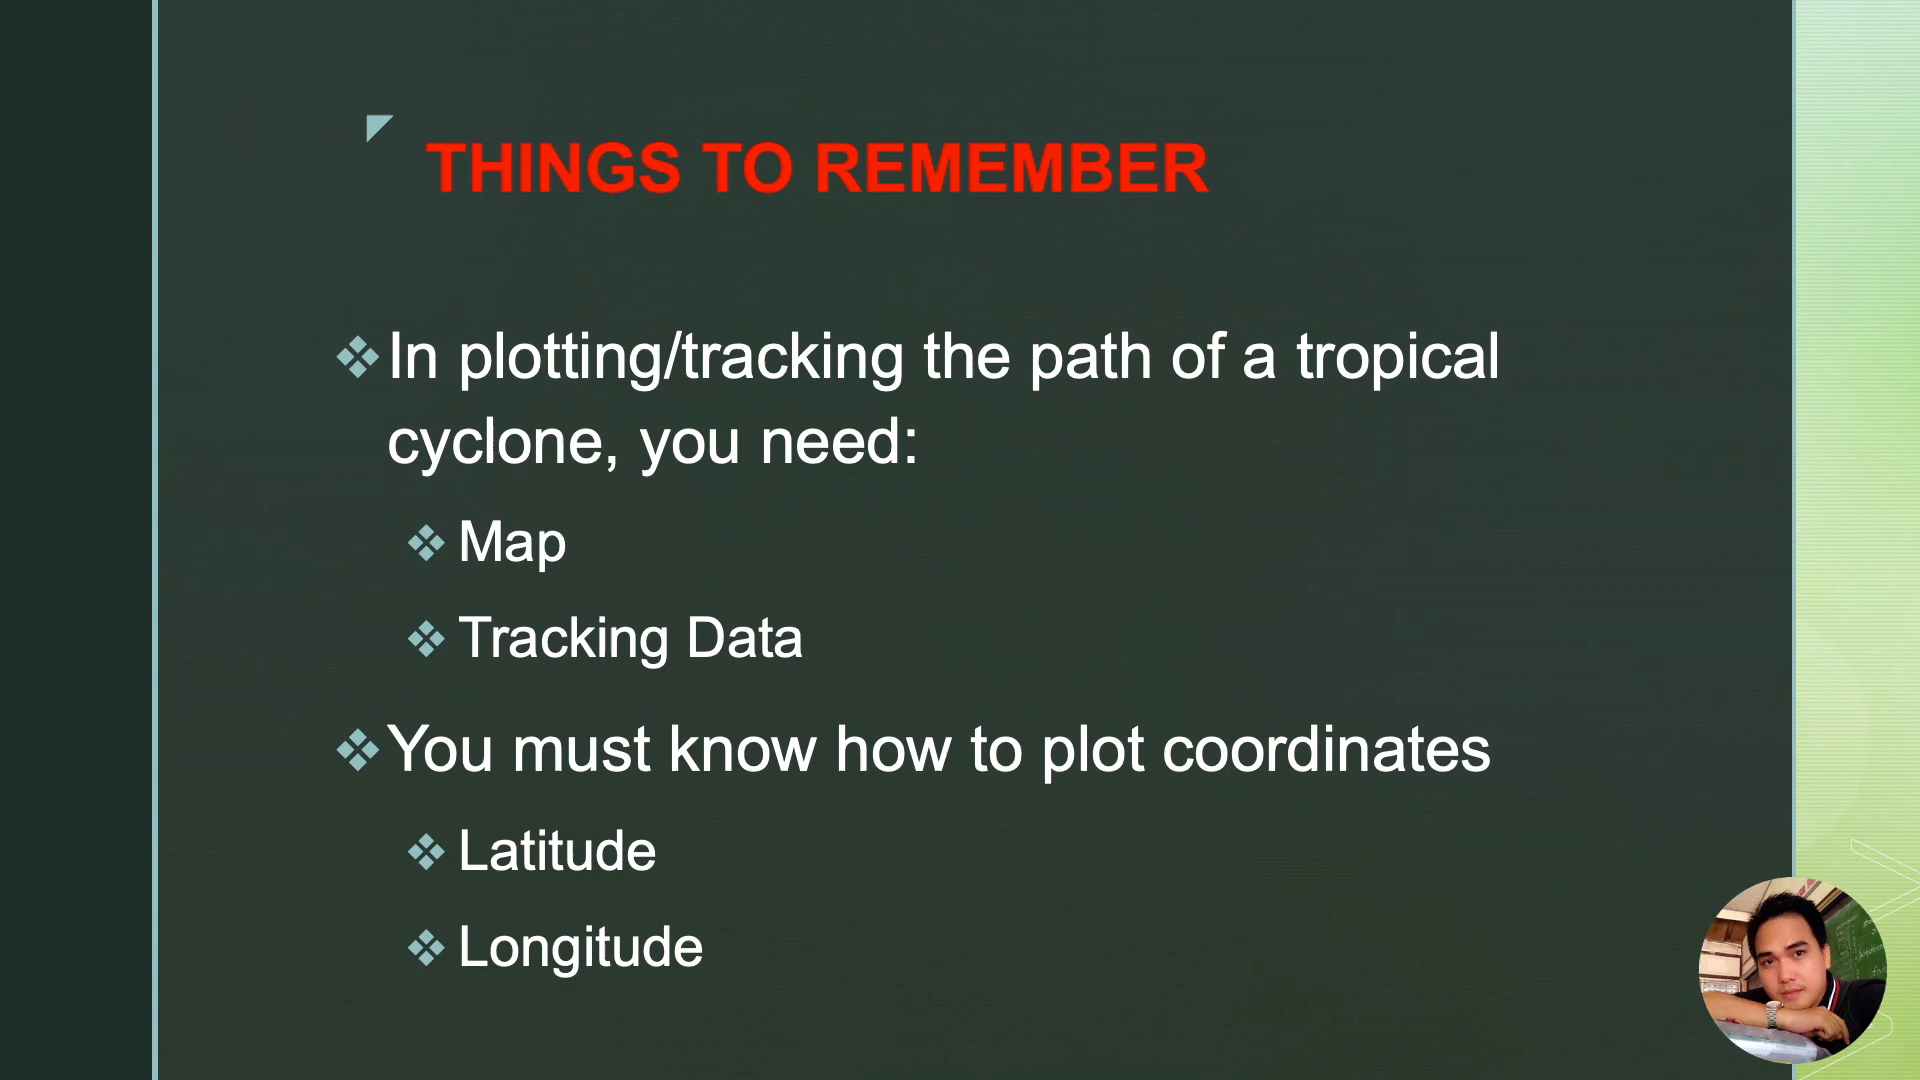 THINGS TO REMEMBER
In plotting/tracking the path of a tropical
cyclone, you need:
Map
Tracking Data
You must know how to plot coordinates
Latitude
Longitude